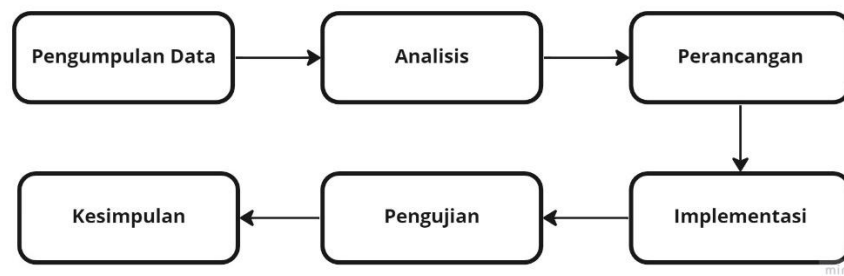 Pengumpulan Data
Analisis
Perancangan
Implementasi
Pengujian
Kesimpulan